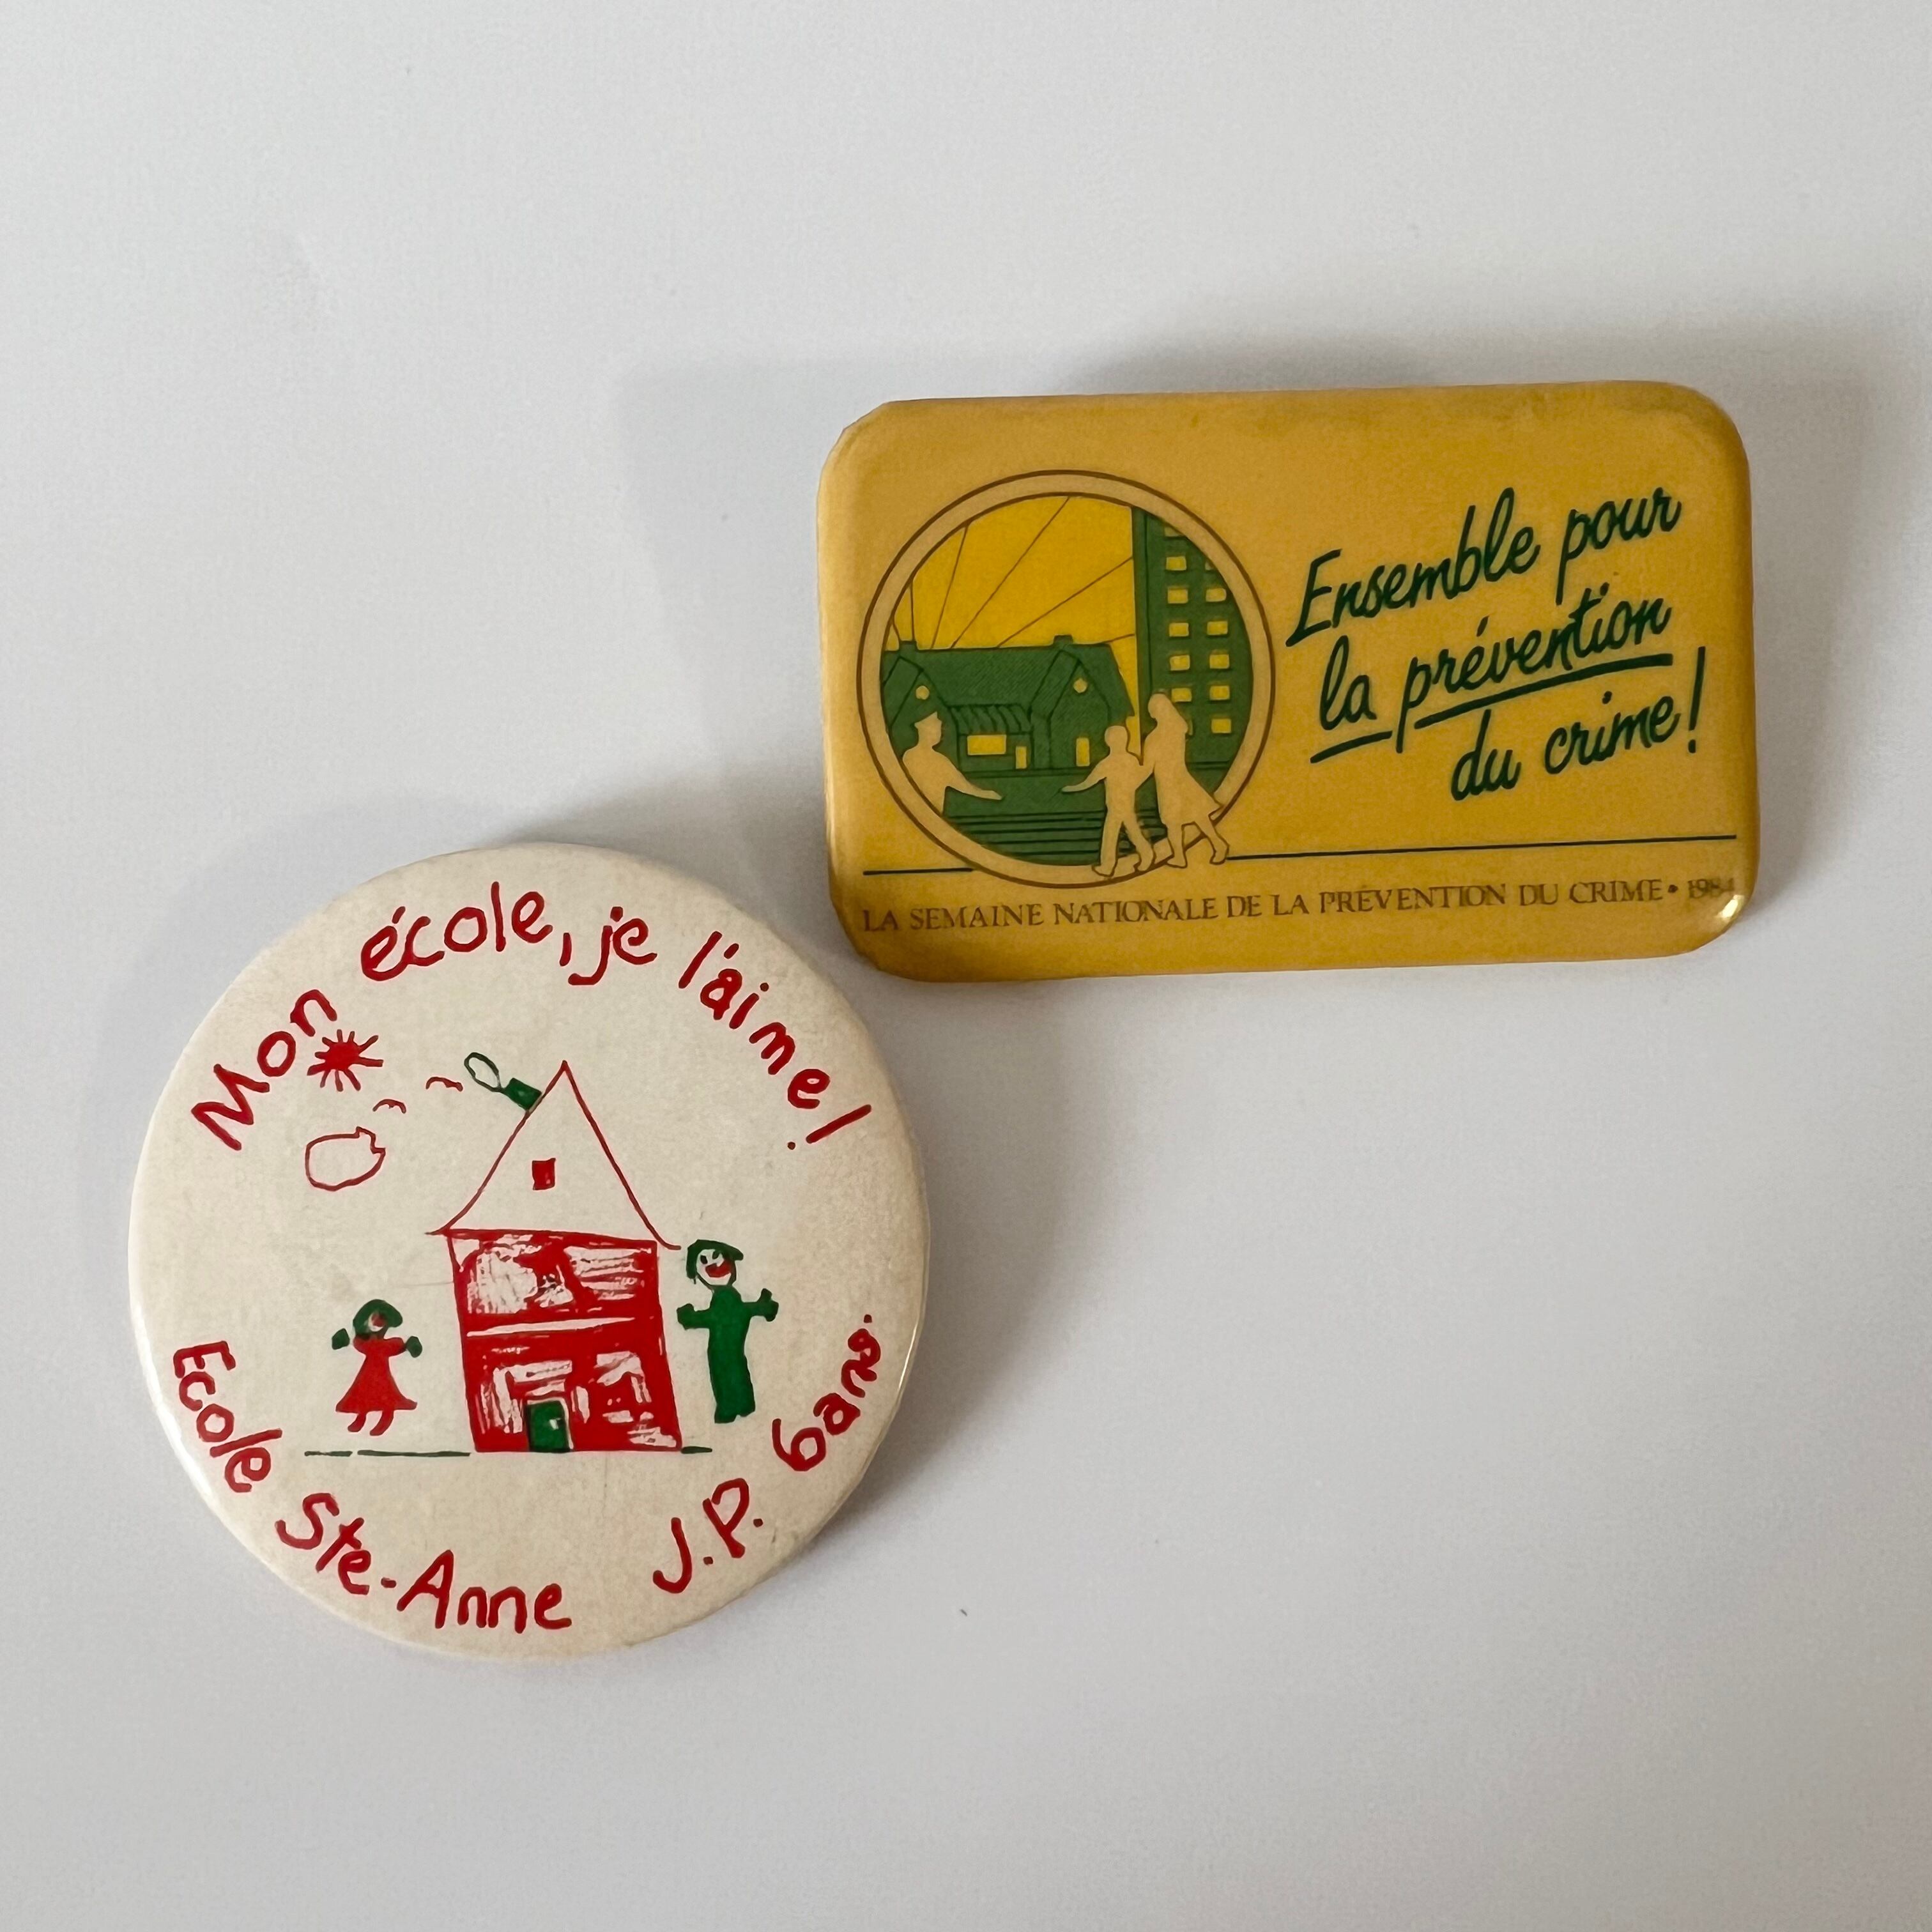 Ensemble pour
la prévention
du crime!
LA SEMAINE NATIONALE DE LA PRÉVENTION DU CRIME • 1984
Mon école, je l'aime!
Ecole Ste-Anne J.P. 6ans.